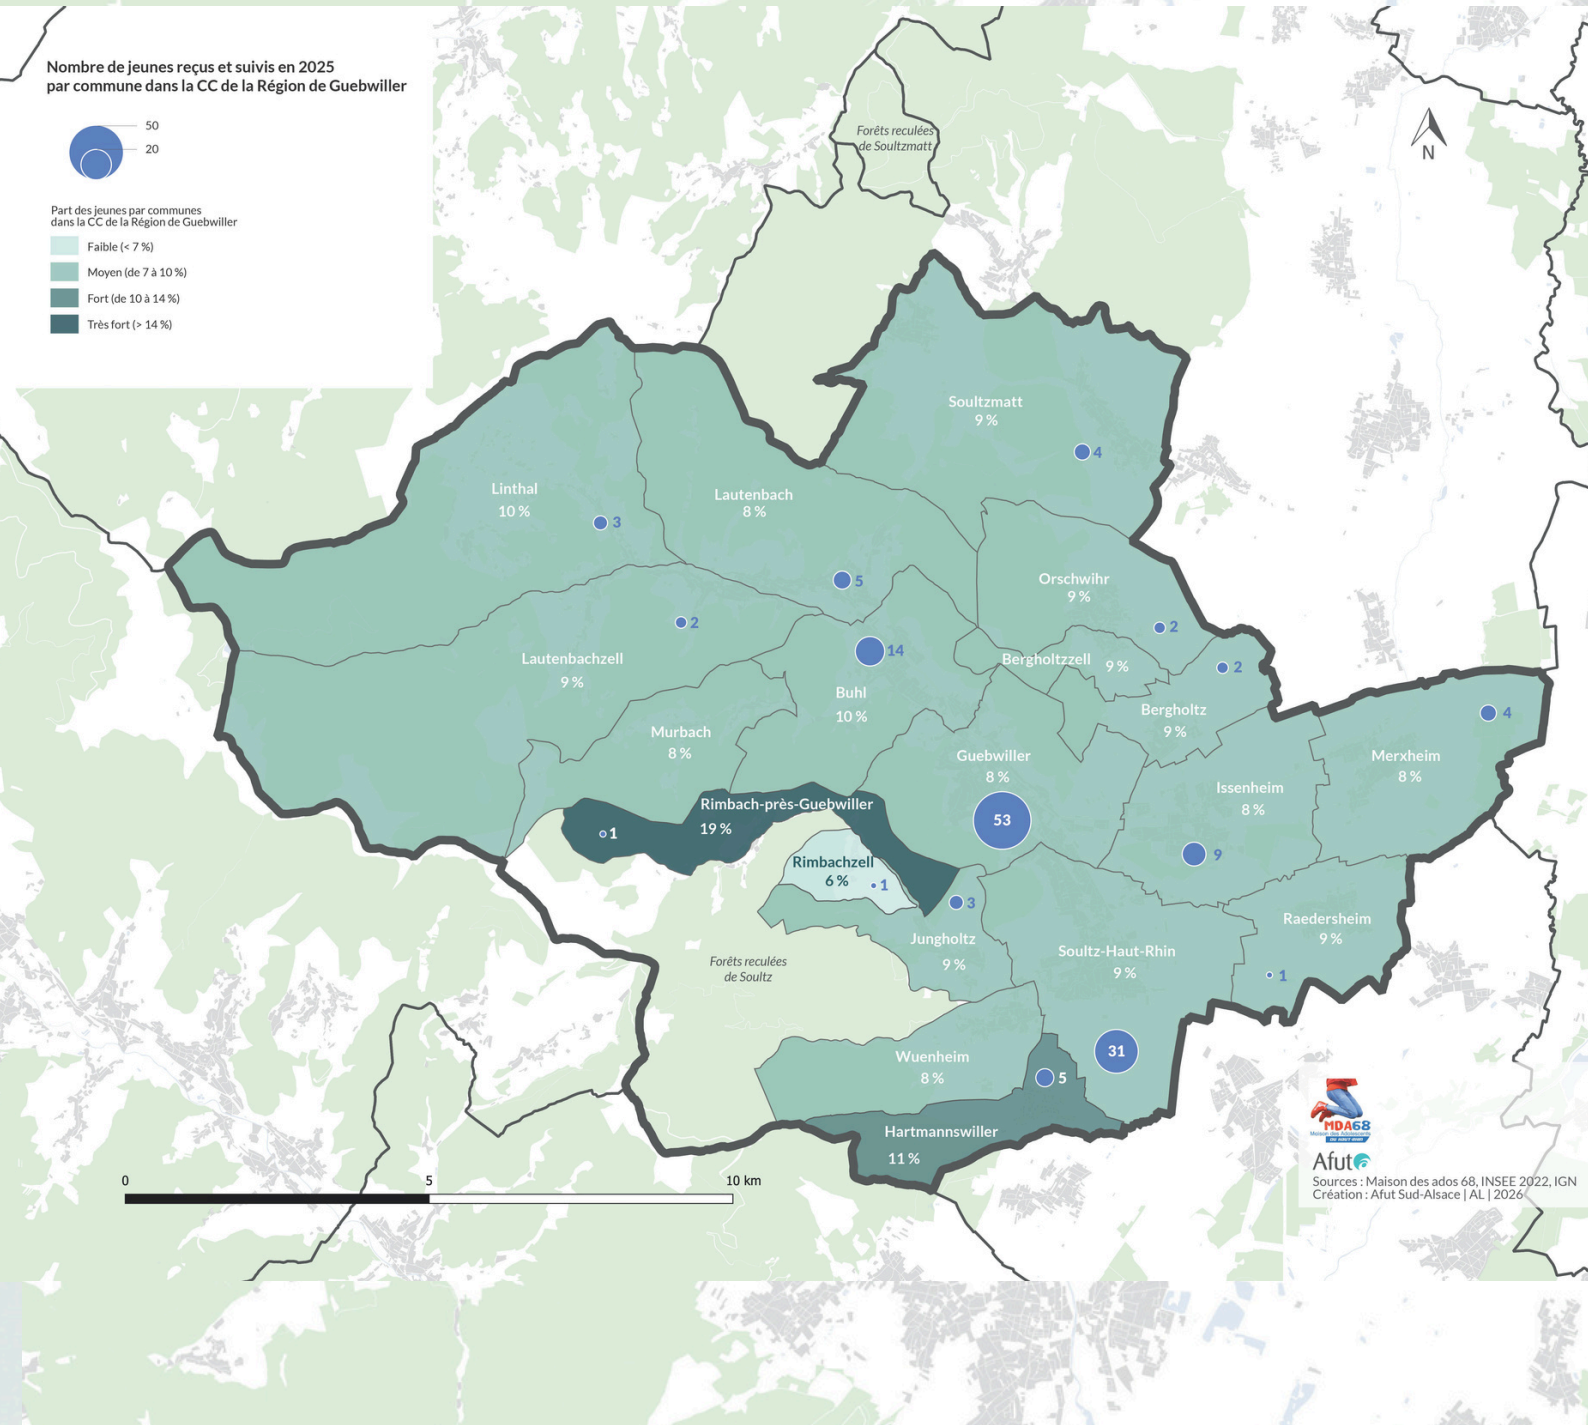 Nombre de jeunes reçus et suivis en 2025
par commune dans la CC de la Région de Guebwiller
50
20
Part des jeunes par communes
dans la CC de la Région de Guebwiller
Faible (< 7 %)
Moyen (de 7 à 10 %)
Fort (de 10 à 14 %)
Très fort (> 14 %)
Forêts reculées
de Soultzmatt
N
Soultzmatt
9 %
4
Linthal
10 %
3
Lautenbach
8 %
5
Orschwihr
9 %
2
Lautenbachzell
9 %
2
Buhl
10 %
14
Bergholtzzell
9 %
2
Bergholtz
9 %
Murbach
8 %
Guebwiller
8 %
53
Issenheim
8 %
9
Merxheim
8 %
4
Rimbach-près-Guebwiller
19 %
1
Rimbachzell
6 %
1
3
Jungholtz
9 %
Soultz-Haut-Rhin
9 %
31
Raedersheim
9 %
1
Forêts reculées
de Soultz
Wuenheim
8 %
5
Hartmannswiller
11 %
0
5
10 km
MDA68
Maison des Adolescents
DU HAUT-RHIN
Afut
Sources : Maison des ados 68, INSEE 2022, IGN
Création : Afut Sud-Alsace | AL | 2026